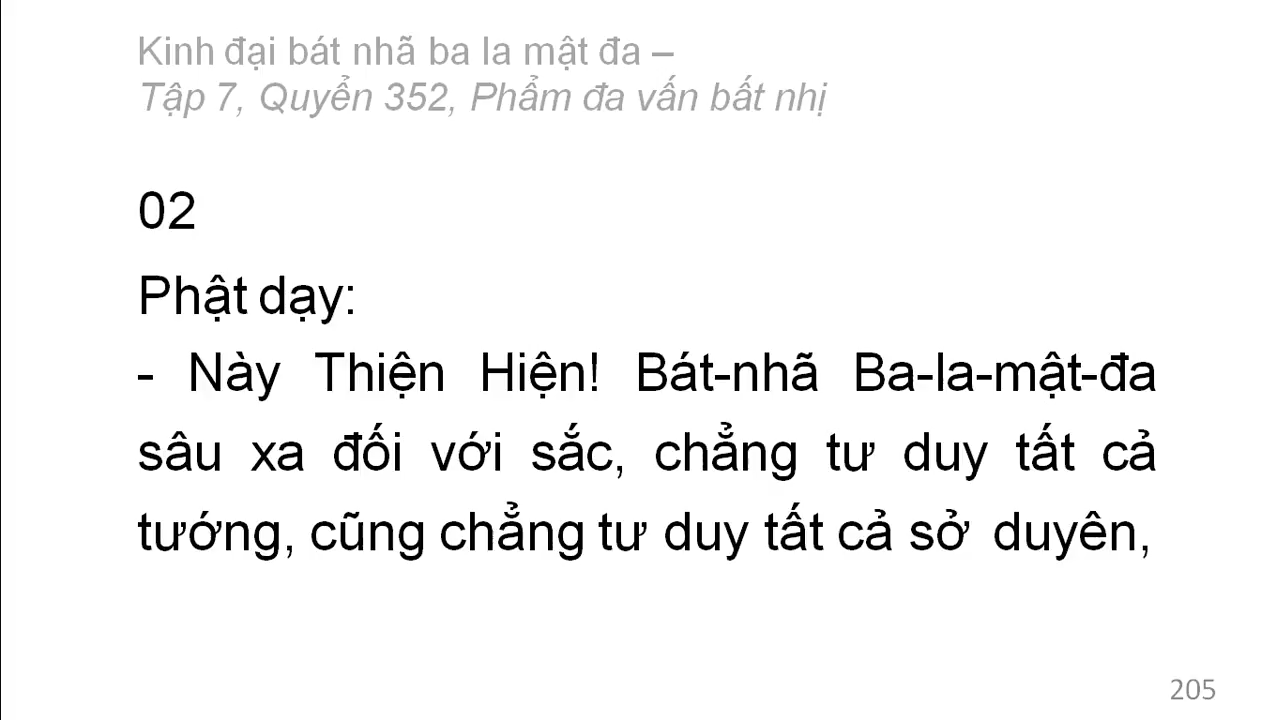 Kinh đại bát nhã ba la mật đa –
Tập 7, Quyển 352, Phẩm đa vấn bất nhị
02
Phật dạy:
- Này Thiện Hiện! Bát-nhã Ba-la-mật-đa
sâu xa đối với sắc, chẳng tư duy tất cả
tướng, cũng chẳng tư duy tất cả sở duyên,
205